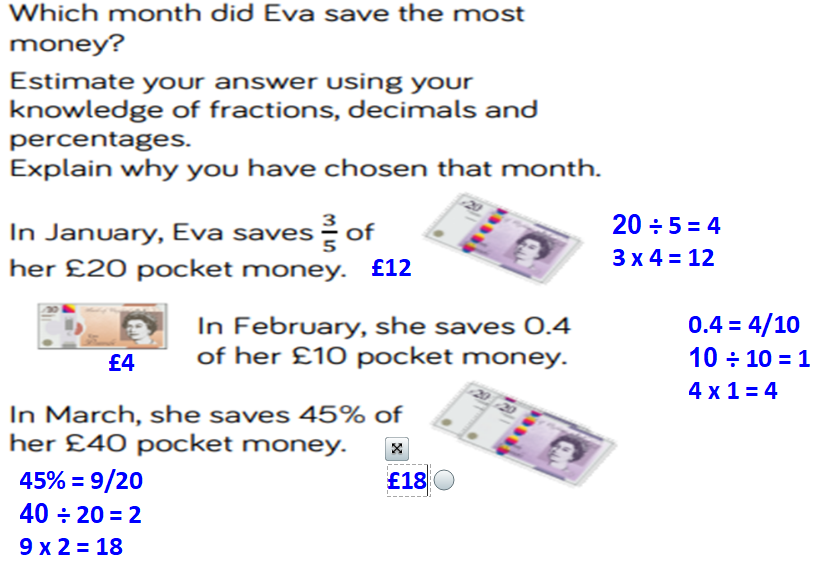 Which month did Eva save the most
money?
Estimate your answer using your
knowledge of fractions, decimals and
percentages.
Explain why you have chosen that month.
In January, Eva saves 3/5 of
her £20 pocket money. £12
20 ÷ 5 = 4
3 x 4 = 12
£20
In February, she saves 0.4
of her £10 pocket money.
£4
0.4 = 4/10
10 ÷ 10 = 1
4 x 1 = 4
In March, she saves 45% of
her £40 pocket money.
£20
£20
£18
45% = 9/20
40 ÷ 20 = 2
9 x 2 = 18